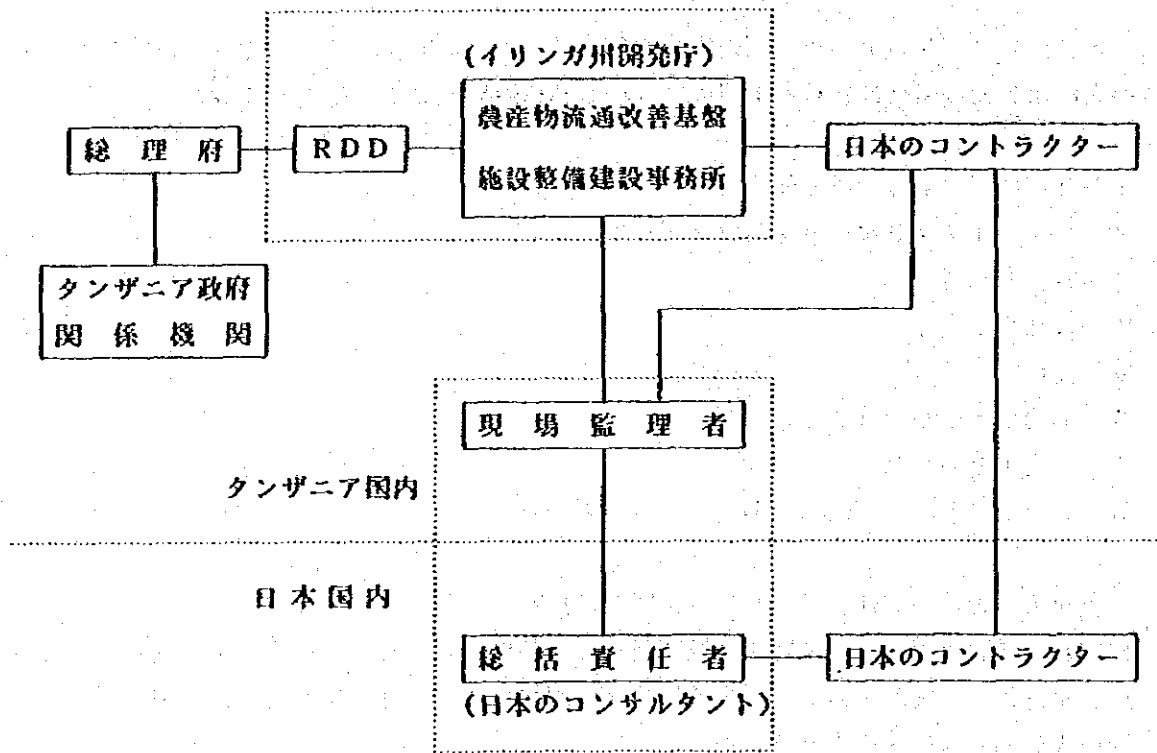 (イリンガ州開発庁)
農産物流通改善基盤
施設整備建設事務所
総理府
RDD
日本のコントラクター
タンザニア政府
関係機関
現場監理者
タンザニア国内
日本国内
総括責任者
(日本のコンサルタント)
日本のコントラクター